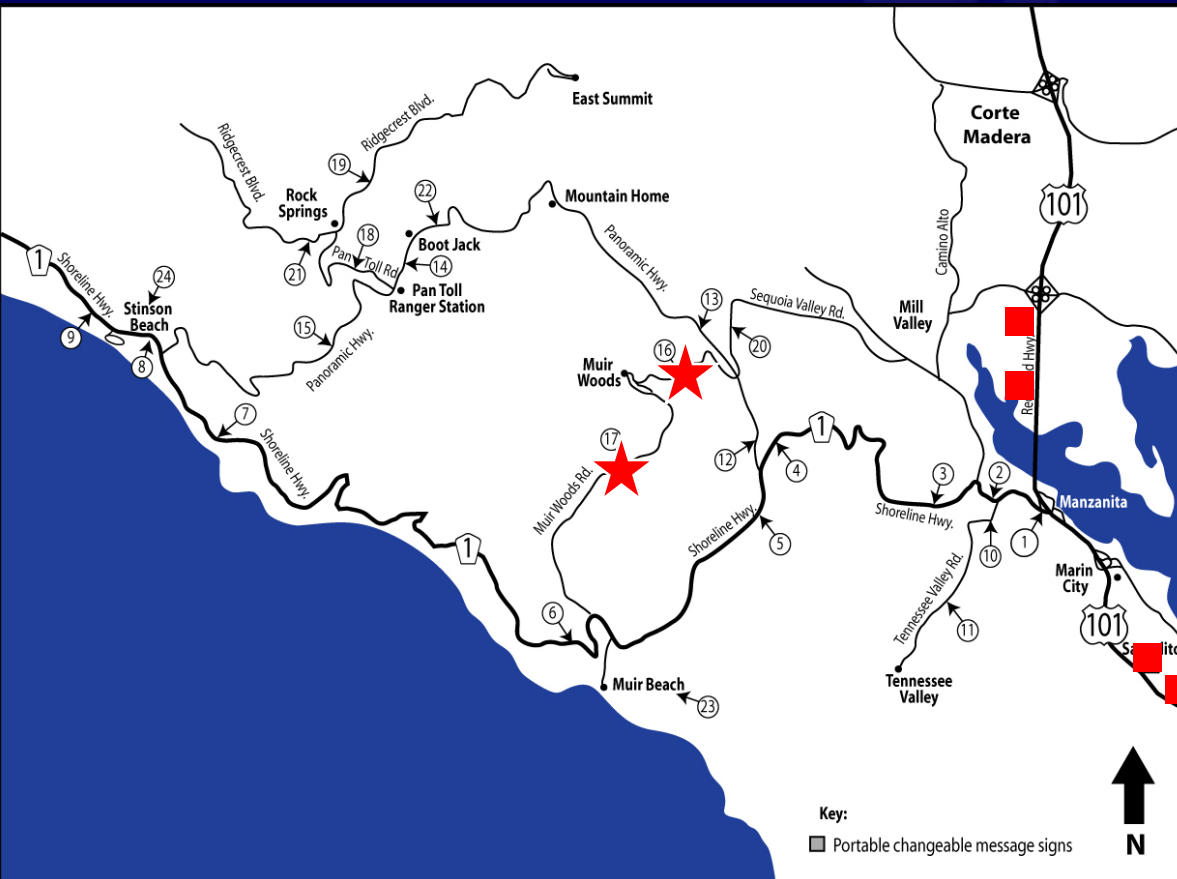 East Summit
Ridgecrest Blvd.
Ridgecrest Blvd.
Corte
Madera
19
Rock
Springs
22
Mountain Home
101
18
Boot Jack
Pan Toll Rd.
14
21
Camino Alto
Panoramic Hwy.
1
Shoreline Hwy.
24
Stinson
Beach
Pan Toll
Ranger Station
13
Sequoia Valley Rd.
Mill
Valley
9
8
15
Panoramic Hwy.
16
20
Muir
Woods
7
Shoreline Hwy.
17
12
1
4
Muir Woods Rd.
3
2
Shoreline Hwy.
Manzanita
Shoreline Hwy.
5
10
1
1
Marin
City
Tennessee Valley Rd.
6
11
101
Muir Beach
23
Tennessee
Valley
Key:
Portable changeable message signs
N